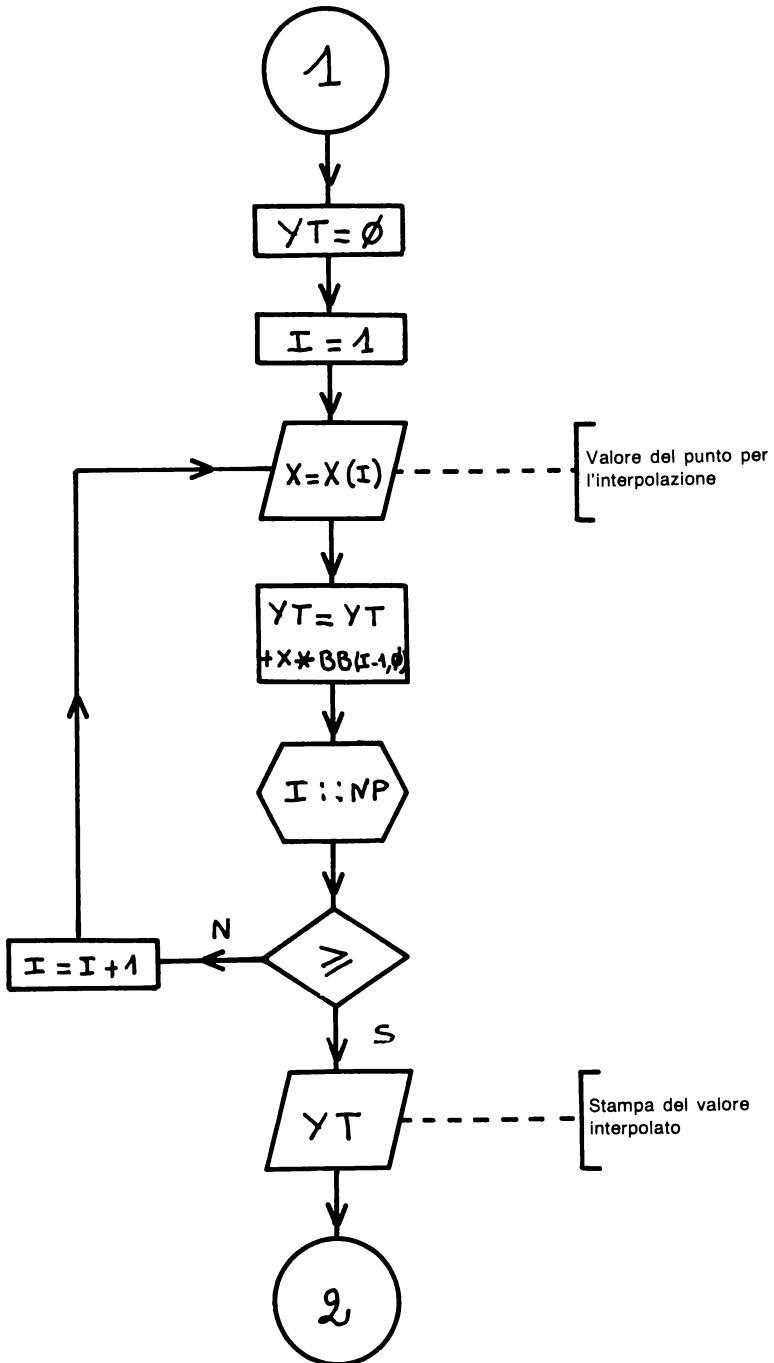 1
YT=Ø
I=1
X=X(I)
Valore del punto per
l'interpolazione
YT=YT
+X*BB(I-1,Ø)
I::NP
N
≥
I=I+1
S
YT
Stampa del valore
interpolato
2